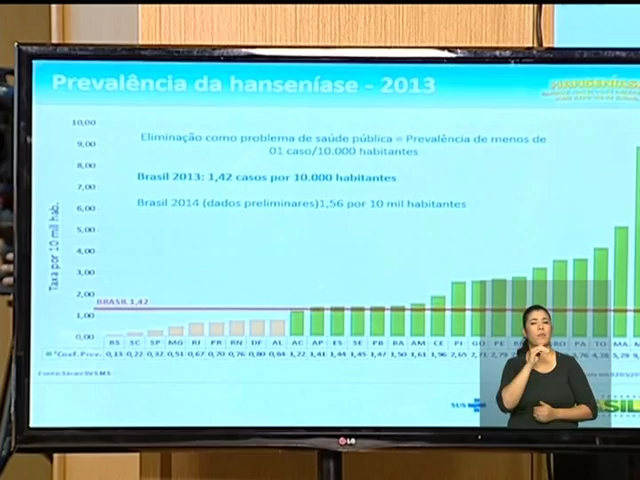 Prevalência da hanseníase - 2013
10,00
Eliminação como problema de saúde pública = Prevalência de menos de
9,00
01 caso/10.000 habitantes
8,00
Brasil 2013: 1,42 casos por 10.000 habitantes
7,00
Brasil 2014 (dados preliminares)1,56 por 10 mil habitantes
6,00
5,00
4,00
3,00
2,00
1,00
0,00
Taxa por 10 mil hab.
BRASIL 1,42
RS SC SP MG RJ PR RN DF AL AC AP ES SE PB BA AM CE PI GO PE RO PA TO MA
Coef. Prev. 0,13 0,22 0,32 0,51 0,67 0,70 0,76 0,80 0,84 1,22 1,41 1,44 1,45 1,47 1,50 1,61 1,96 2,65 2,71 2,79 3,76 4,28 5,29
SUS
LG